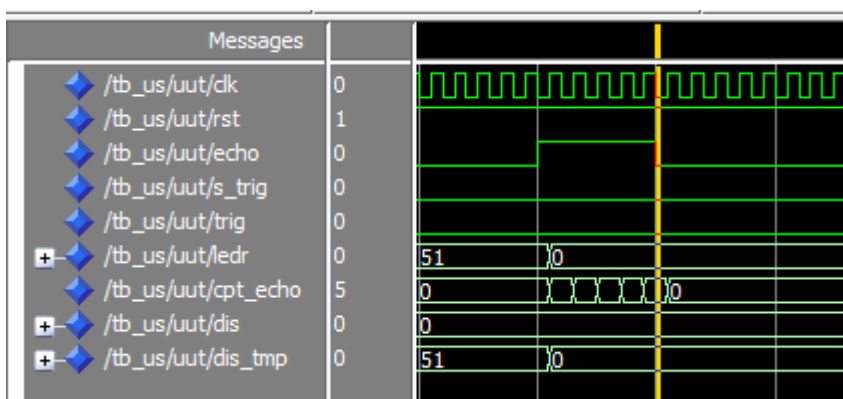 Messages
/tb_us/uut/clk 0
/tb_us/uut/rst 1
/tb_us/uut/echo 0
/tb_us/uut/s_trig 0
/tb_us/uut/trig 0
/tb_us/uut/ledr 0 51 0
/tb_us/uut/cpt_echo 5 0 0
/tb_us/uut/dis 0 0
/tb_us/uut/dis_tmp 0 51 0